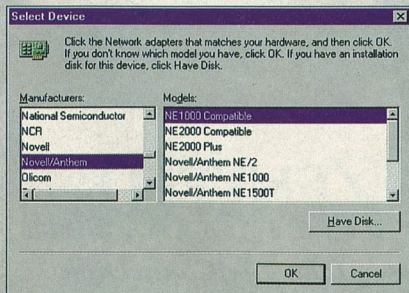 Select Device
Click the Network adapters that matches your hardware, and then click OK.
If you don't know which model you have, click OK. If you have an installation
disk for this device, click Have Disk.
Manufacturers:
National Semiconductor
NCR
Novell
Novell/Anthem
Olicom
Models:
NE1000 Compatible
NE2000 Compatible
NE2000 Plus
Novell/Anthem NE/2
Novell/Anthem NE1000
Novell/Anthem NE1500T
Have Disk...
OK
Cancel